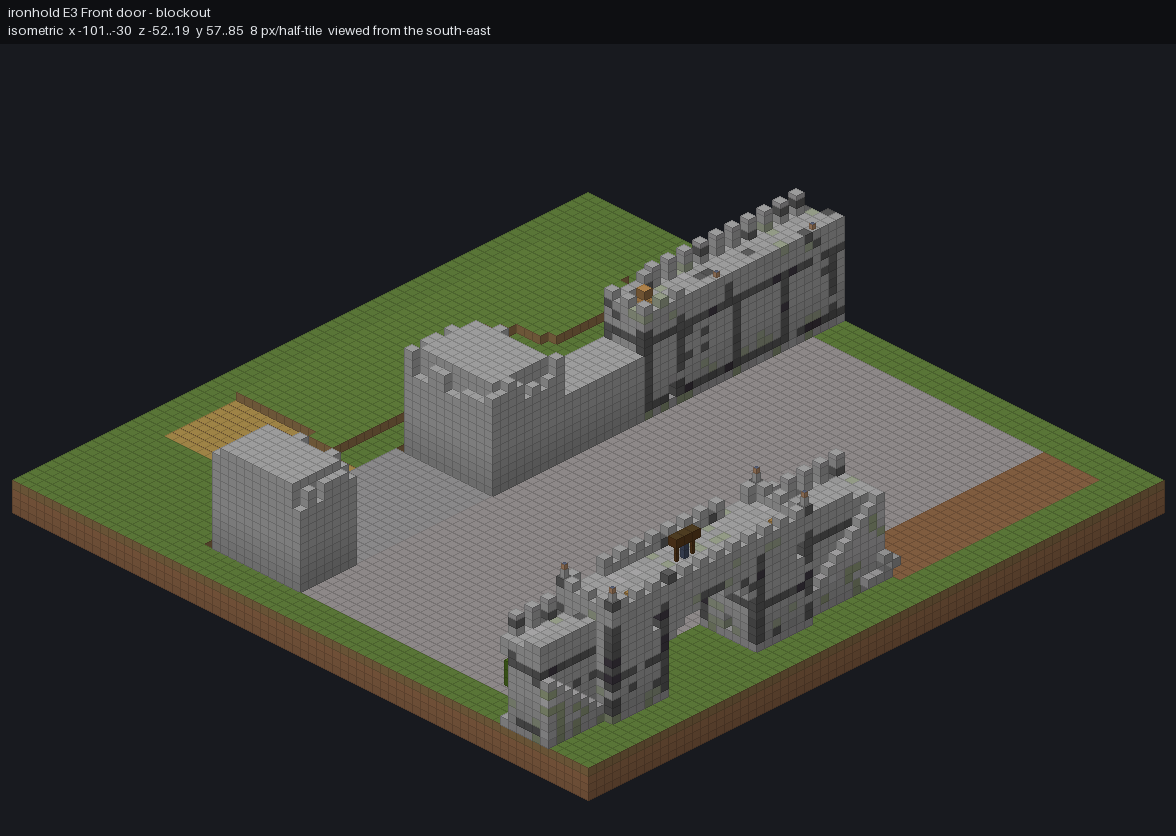 ironhold E3 Front door - blockout
isometric  x -101..-30  z -52..19  y 57..85  8 px/half-tile  viewed from the south-east